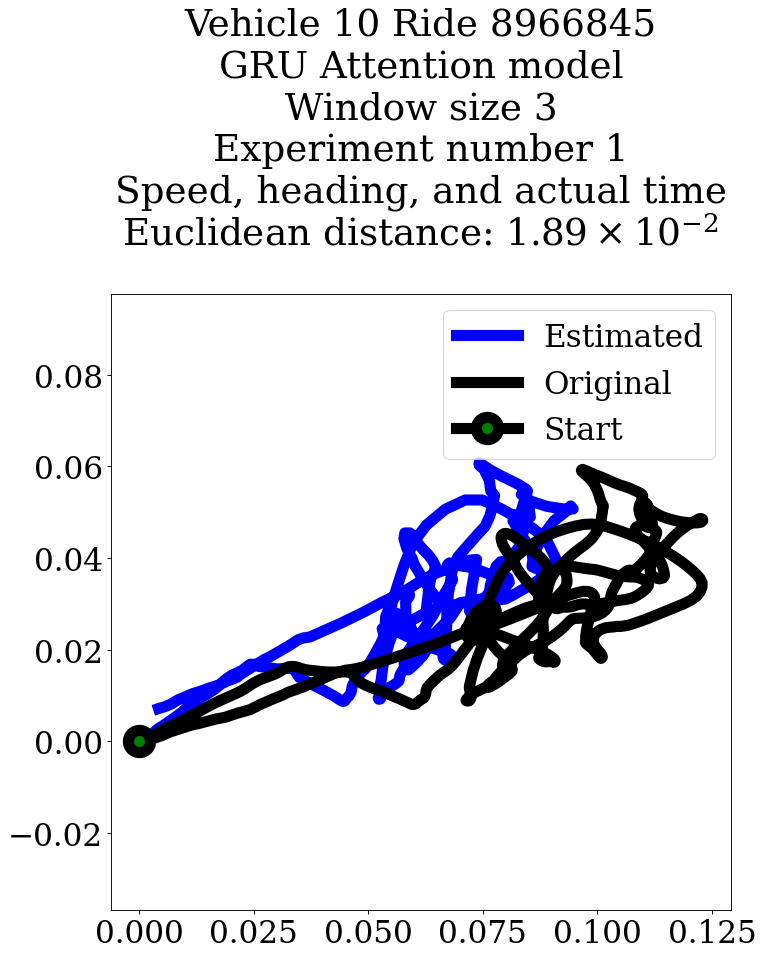 Vehicle 10 Ride 8966845
GRU Attention model
Window size 3
Experiment number 1
Speed, heading, and actual time
Euclidean distance: 1.89 × 10⁻²
Estimated
Original
Start
0.08
0.06
0.04
0.02
0.00
−0.02
0.000 0.025 0.050 0.075 0.100 0.125